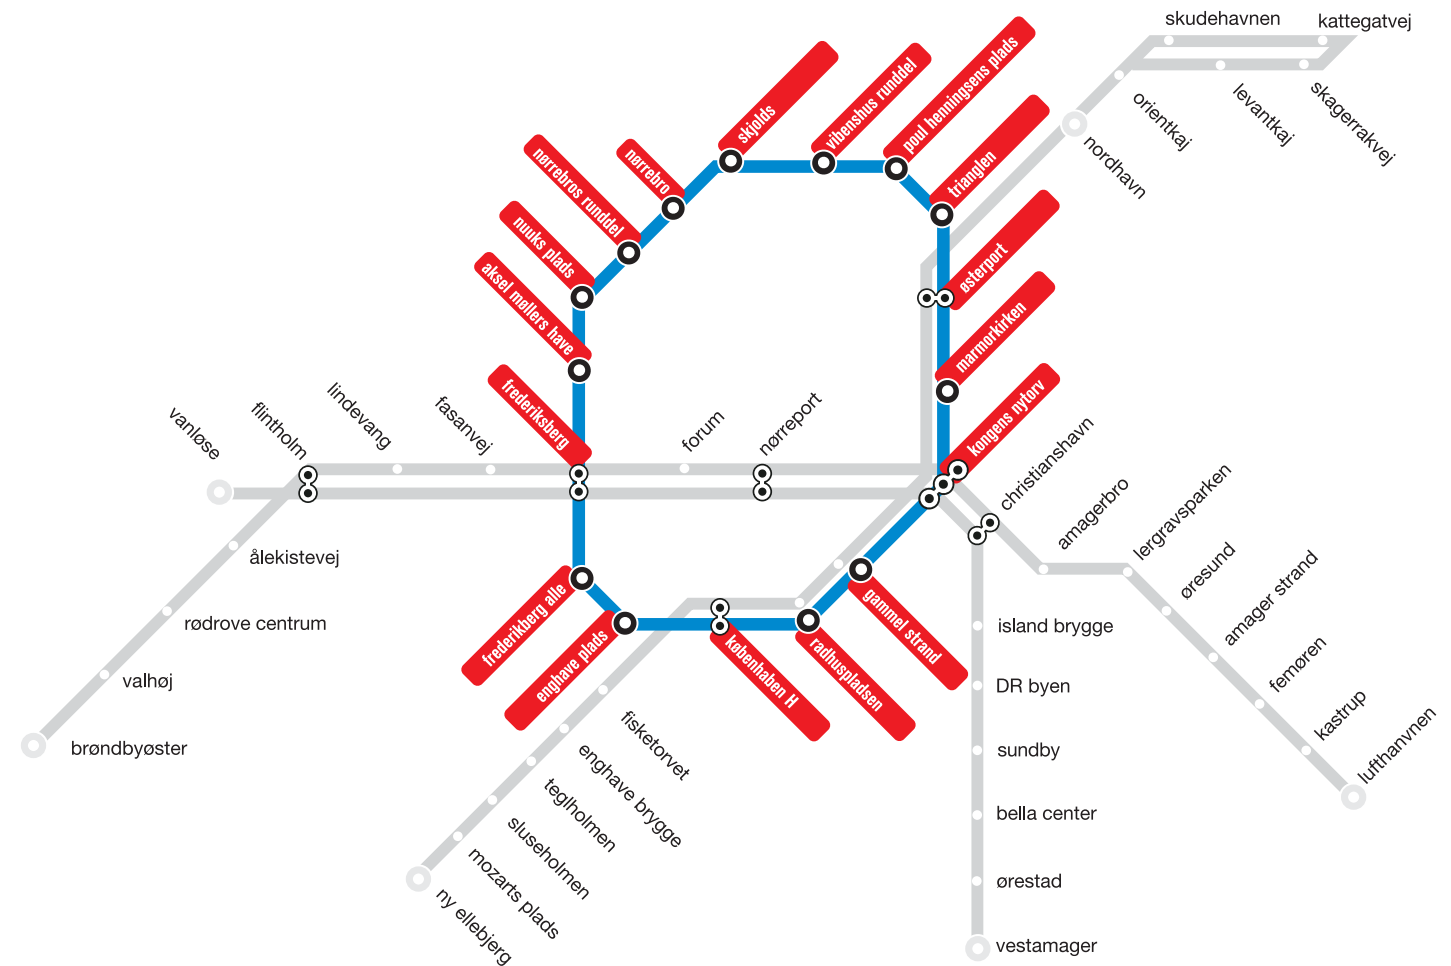 skudehavnen
kattegatvej
orientkaj
levantkaj
skagerrakvej
nordhavn
skjolds
vibenshus runddel
poul henningsens plads
trianglen
nørrebro
nørrebros runddel
nuuks plads
aksel møllers have
østerport
marmorkirken
kongens nytorv
frederiksberg
vanløse
flintholm
lindevang
fasanvej
forum
nørreport
christianshavn
amagerbro
lergravsparken
øresund
amager strand
femøren
kastrup
lufthanvnen
ålekistevej
rødrove centrum
valhøj
brøndbyøster
frederikberg alle
enghave plads
københaben H
radhuspladsen
gammel strand
island brygge
DR byen
sundby
bella center
ørestad
vestamager
fisketorvet
enghave brygge
teglholmen
sluseholmen
mozarts plads
ny ellebjerg